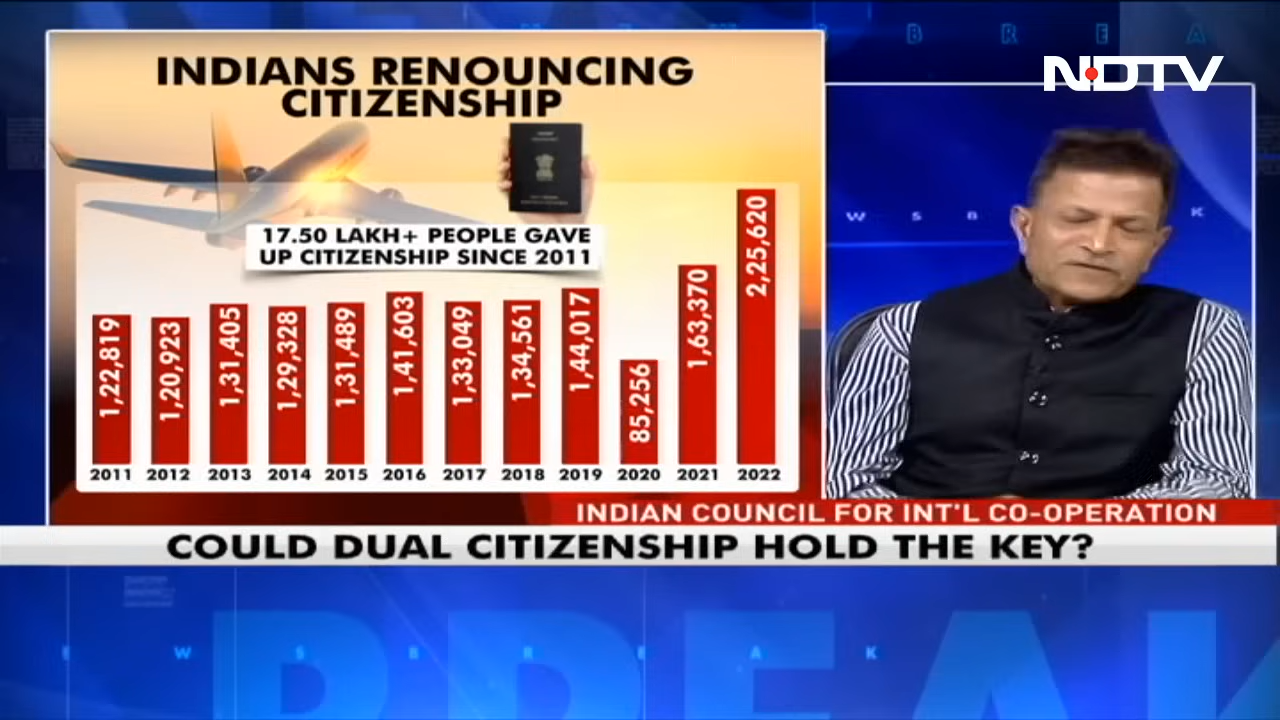 B R E A
NDTV
INDIANS RENOUNCING
CITIZENSHIP
17.50 LAKH+ PEOPLE GAVE
UP CITIZENSHIP SINCE 2011
1,22,819
1,20,923
1,31,405
1,29,328
1,31,489
1,41,603
1,33,049
1,34,561
1,44,017
85,256
1,63,370
2,25,620
2011 2012 2013 2014 2015 2016 2017 2018 2019 2020 2021 2022
W S B K
INDIAN COUNCIL FOR INT'L CO-OPERATION
COULD DUAL CITIZENSHIP HOLD THE KEY?
BREAK
E W S B R E A K